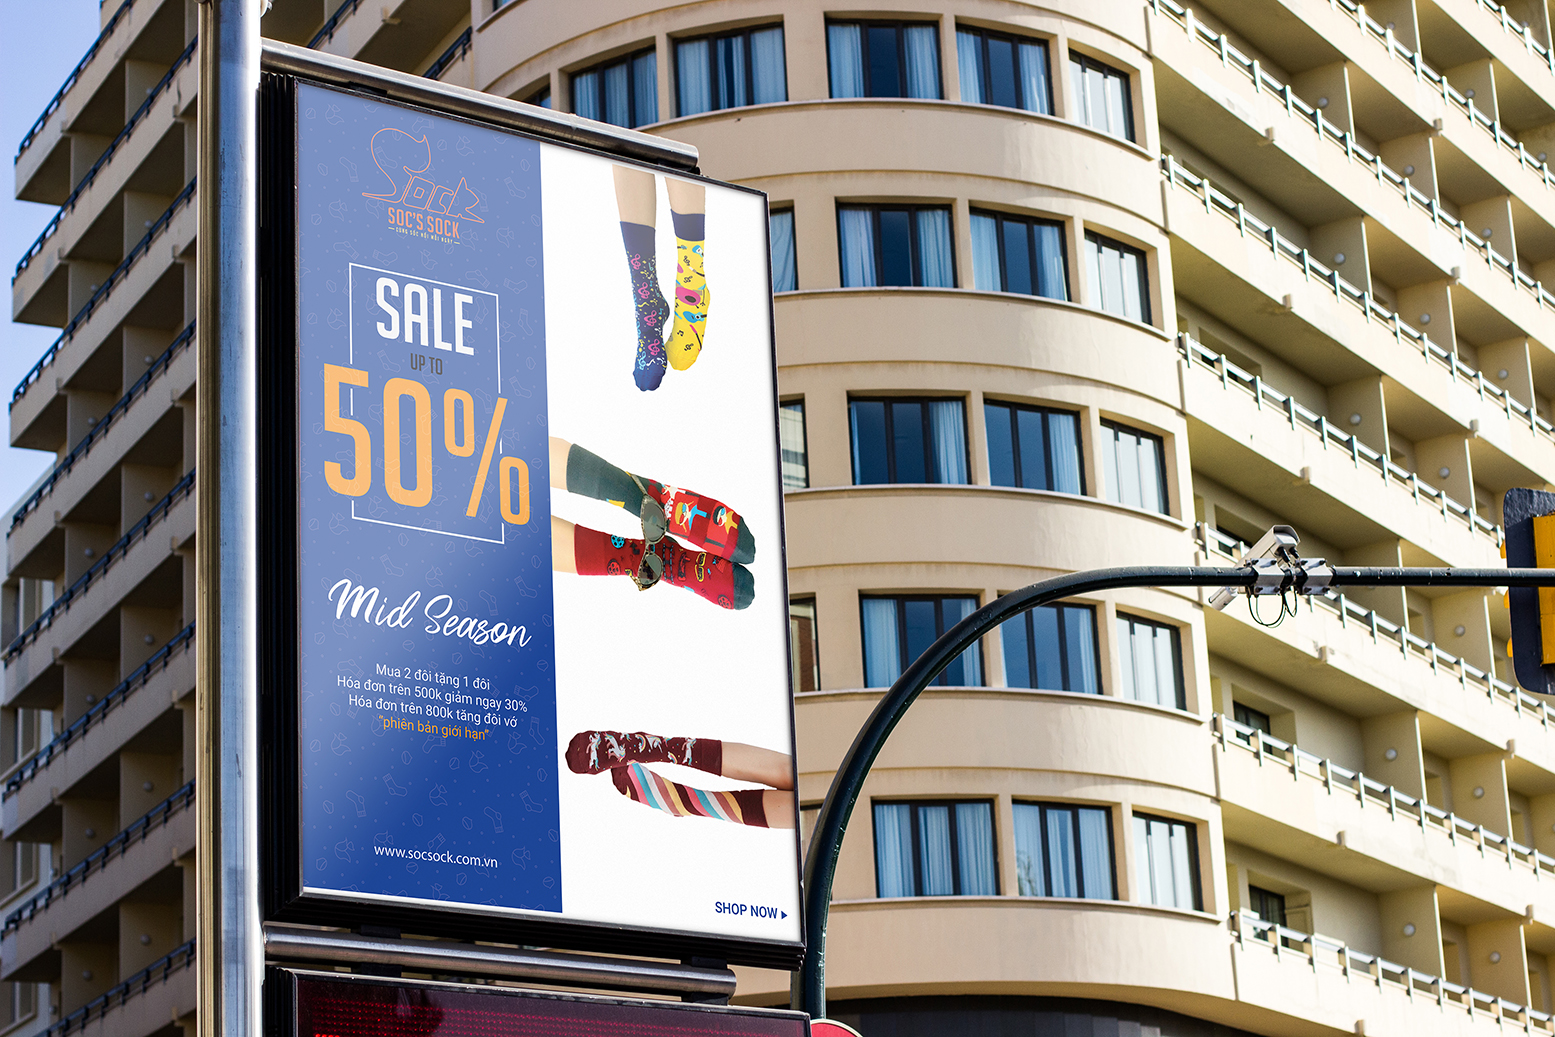 Sock
SOC'S SOCK
SALE
UP TO
50%
Mid Season
Mua 2 đôi tặng 1 đôi
Hóa đơn trên 500k giảm ngay 30%
Hóa đơn trên 800k tăng đôi vớ
"phiên bản giới hạn"
www.socsock.com.vn
SHOP NOW